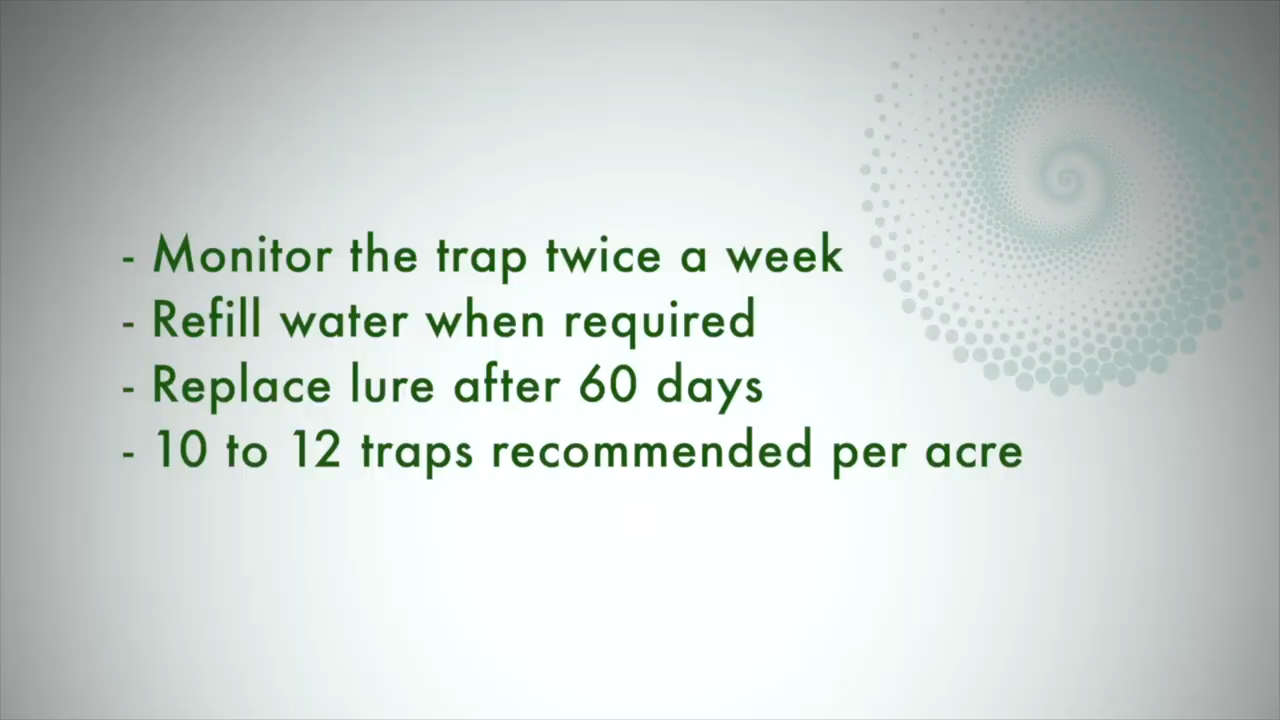 - Monitor the trap twice a week
- Refill water when required
- Replace lure after 60 days
- 10 to 12 traps recommended per acre